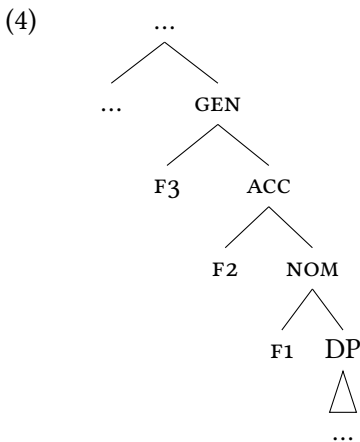 (4) ...
... GEN
F3 ACC
F2 NOM
F1 DP
...